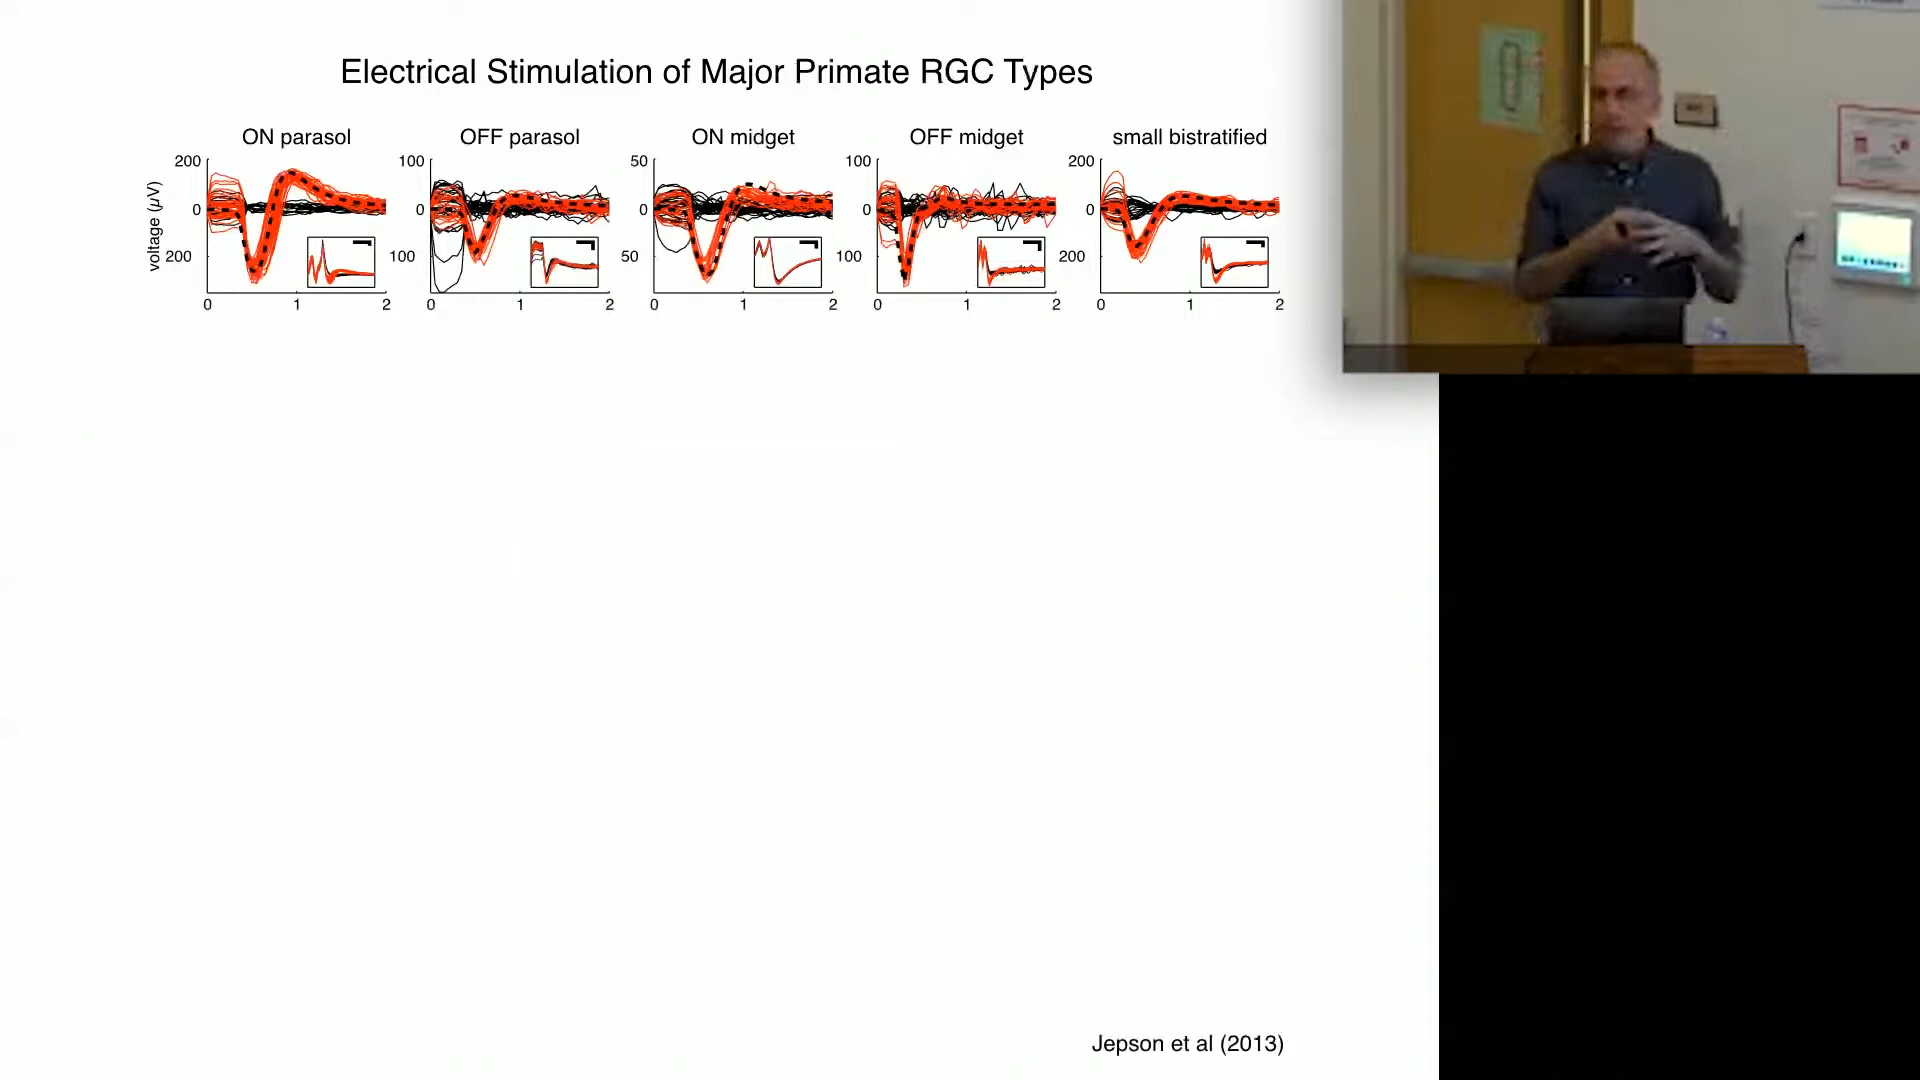 Electrical Stimulation of Major Primate RGC Types
ON parasol
OFF parasol
ON midget
OFF midget
small bistratified
voltage (µV)
200
0
200
0 1 2
100
0
100
0 1 2
50
0
50
0 1 2
100
0
100
0 1 2
200
0
200
0 1 2
Jepson et al (2013)